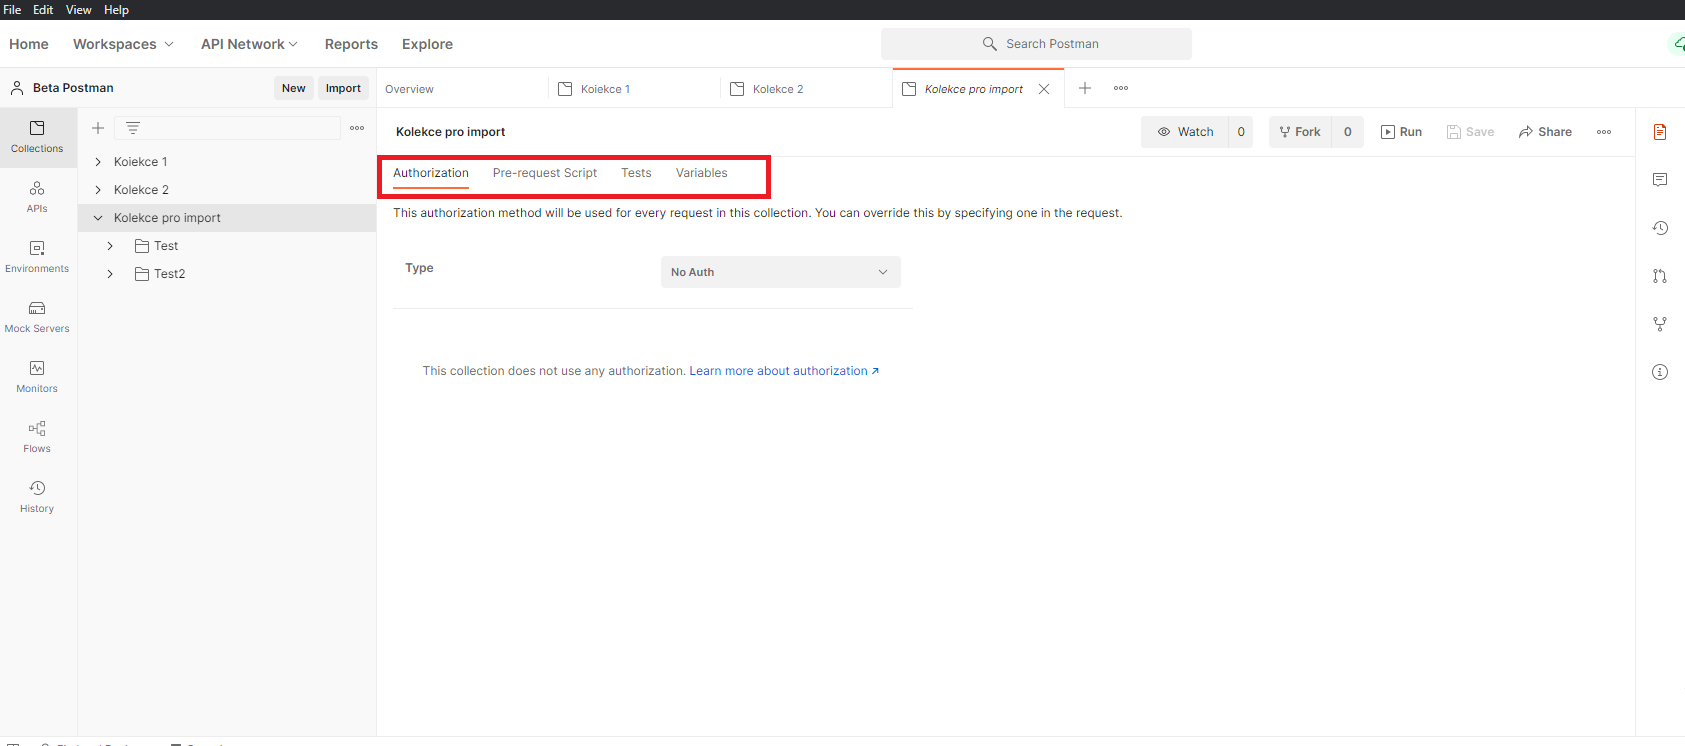 File Edit View Help
Home Workspaces API Network Reports Explore Search Postman
Beta Postman New Import Overview Koiekce 1 Kolekce 2 Kolekce pro import
Collections
APIs
Environments
Mock Servers
Monitors
Flows
History
Koiekce 1
Kolekce 2
Kolekce pro import
Test
Test2
Kolekce pro import Watch 0 Fork 0 Run Save Share
Authorization Pre-request Script Tests Variables
This authorization method will be used for every request in this collection. You can override this by specifying one in the request.
Type No Auth
This collection does not use any authorization. Learn more about authorization